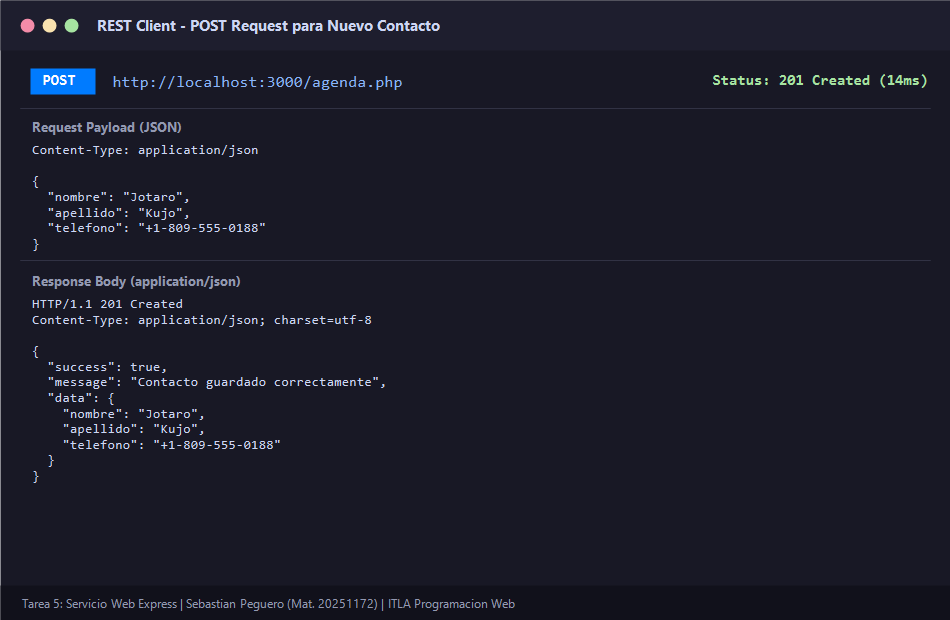 REST Client - POST Request para Nuevo Contacto
POST http://localhost:3000/agenda.php Status: 201 Created (14ms)
Request Payload (JSON)
Content-Type: application/json
{
  "nombre": "Jotaro",
  "apellido": "Kujo",
  "telefono": "+1-809-555-0188"
}
Response Body (application/json)
HTTP/1.1 201 Created
Content-Type: application/json; charset=utf-8
{
  "success": true,
  "message": "Contacto guardado correctamente",
  "data": {
    "nombre": "Jotaro",
    "apellido": "Kujo",
    "telefono": "+1-809-555-0188"
  }
}
Tarea 5: Servicio Web Express | Sebastian Peguero (Mat. 20251172) | ITLA Programacion Web